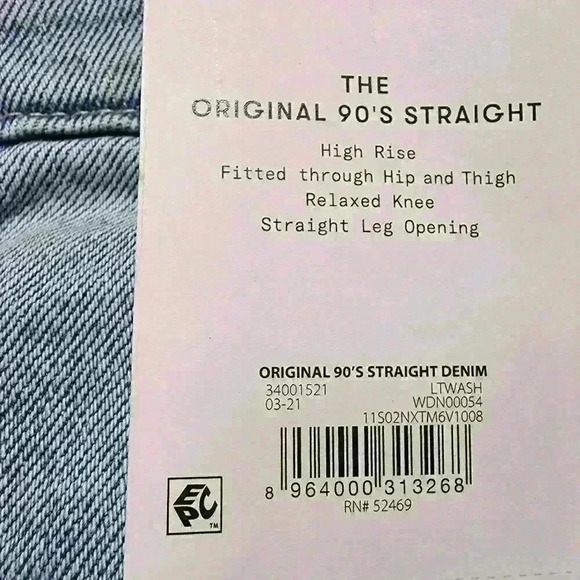 THE
ORIGINAL 90'S STRAIGHT
High Rise
Fitted through Hip and Thigh
Relaxed Knee
Straight Leg Opening
ORIGINAL 90'S STRAIGHT DENIM
34001521 LTWASH
03-21 WDN00054
11S02NXTM6V1008
8 964000 313268
RN# 52469
EPC
TM